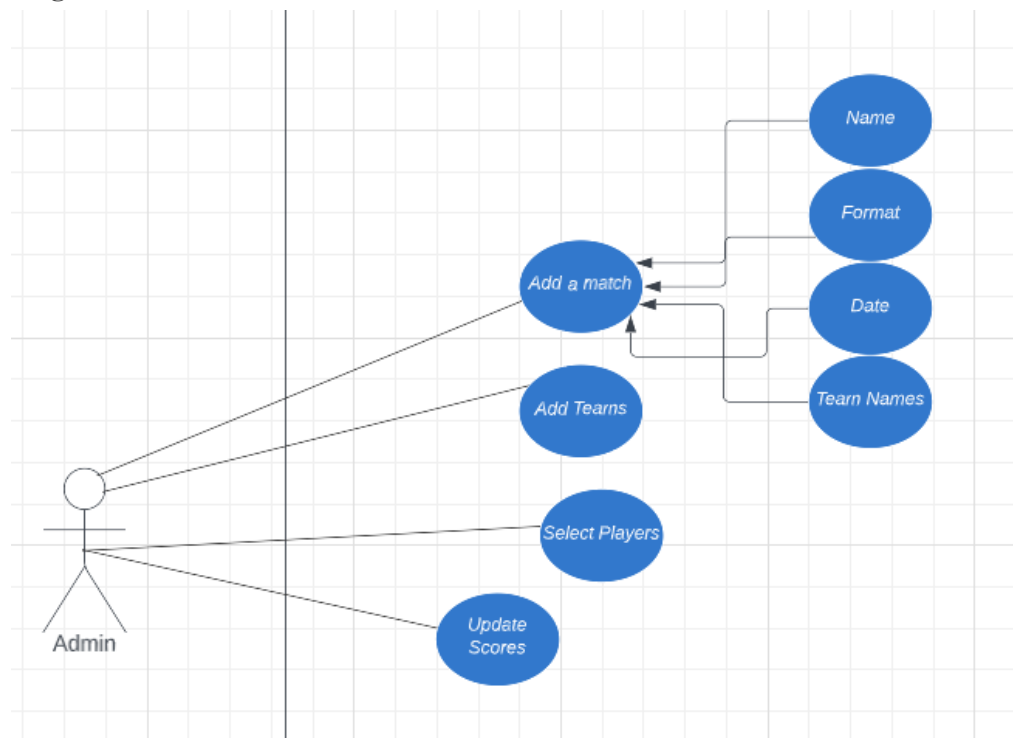 Name
Format
Add a match
Date
Team Names
Add Teams
Select Players
Update
Scores
Admin